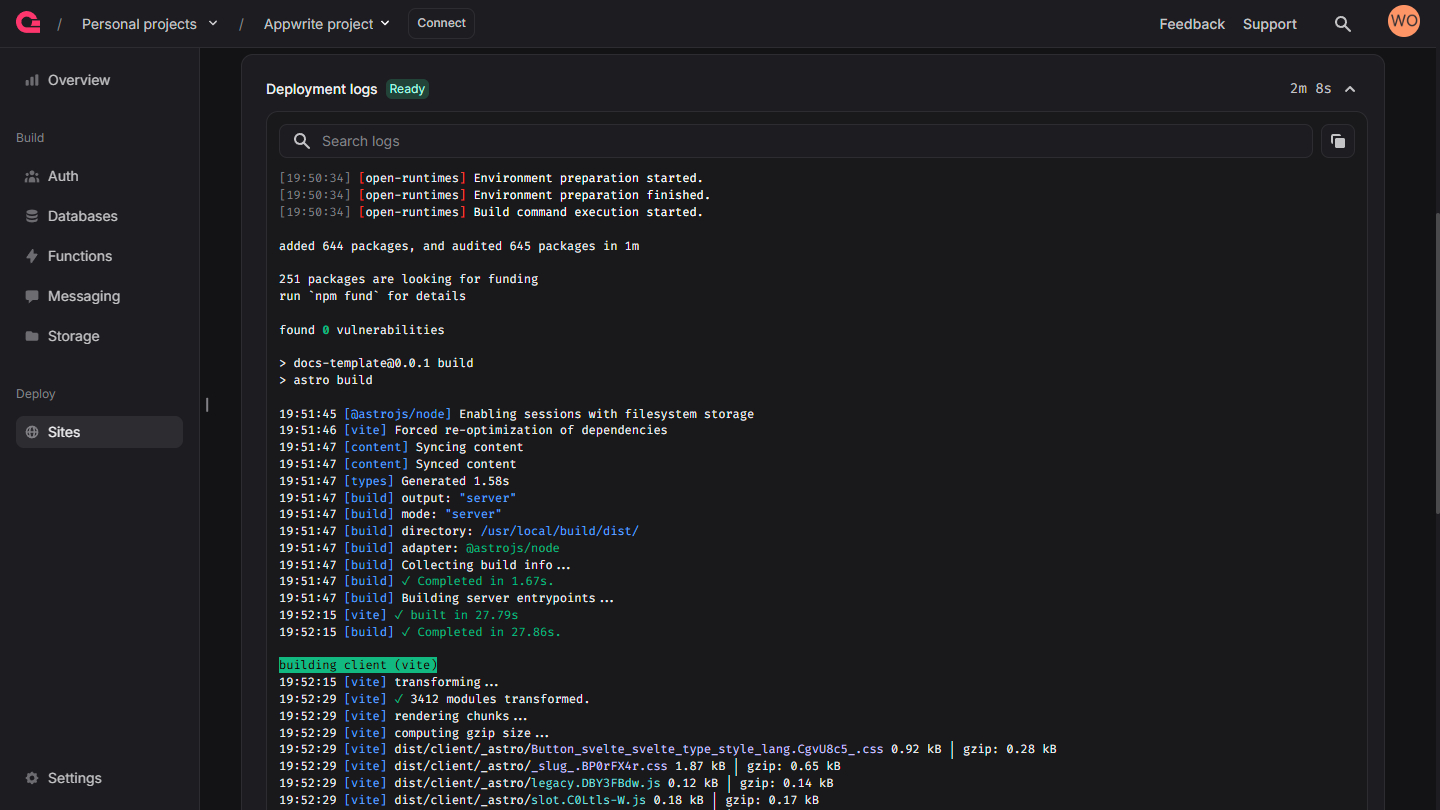 / Personal projects / Appwrite project Connect Feedback Support WO
Overview
Build
Auth
Databases
Functions
Messaging
Storage
Deploy
Sites
Settings
Deployment logs Ready 2m 8s
Search logs
[19:50:34] [open-runtimes] Environment preparation started.
[19:50:34] [open-runtimes] Environment preparation finished.
[19:50:34] [open-runtimes] Build command execution started.
added 644 packages, and audited 645 packages in 1m
251 packages are looking for funding
run `npm fund` for details
found 0 vulnerabilities
> docs-template@0.0.1 build
> astro build
19:51:45 [@astrojs/node] Enabling sessions with filesystem storage
19:51:46 [vite] Forced re-optimization of dependencies
19:51:47 [content] Syncing content
19:51:47 [content] Synced content
19:51:47 [types] Generated 1.58s
19:51:47 [build] output: "server"
19:51:47 [build] mode: "server"
19:51:47 [build] directory: /usr/local/build/dist/
19:51:47 [build] adapter: @astrojs/node
19:51:47 [build] Collecting build info...
19:51:47 [build] ✓ Completed in 1.67s.
19:51:47 [build] Building server entrypoints...
19:52:15 [vite] ✓ built in 27.79s
19:52:15 [build] ✓ Completed in 27.86s.
building client (vite)
19:52:15 [vite] transforming...
19:52:29 [vite] ✓ 3412 modules transformed.
19:52:29 [vite] rendering chunks...
19:52:29 [vite] computing gzip size...
19:52:29 [vite] dist/client/_astro/Button_svelte_svelte_type_style_lang.CgvU8c5_.css 0.92 kB │ gzip: 0.28 kB
19:52:29 [vite] dist/client/_astro/_slug_.BP0rFX4r.css 1.87 kB │ gzip: 0.65 kB
19:52:29 [vite] dist/client/_astro/legacy.DBY3FBdw.js 0.12 kB │ gzip: 0.14 kB
19:52:29 [vite] dist/client/_astro/slot.C0Ltls-W.js 0.18 kB │ gzip: 0.17 kB